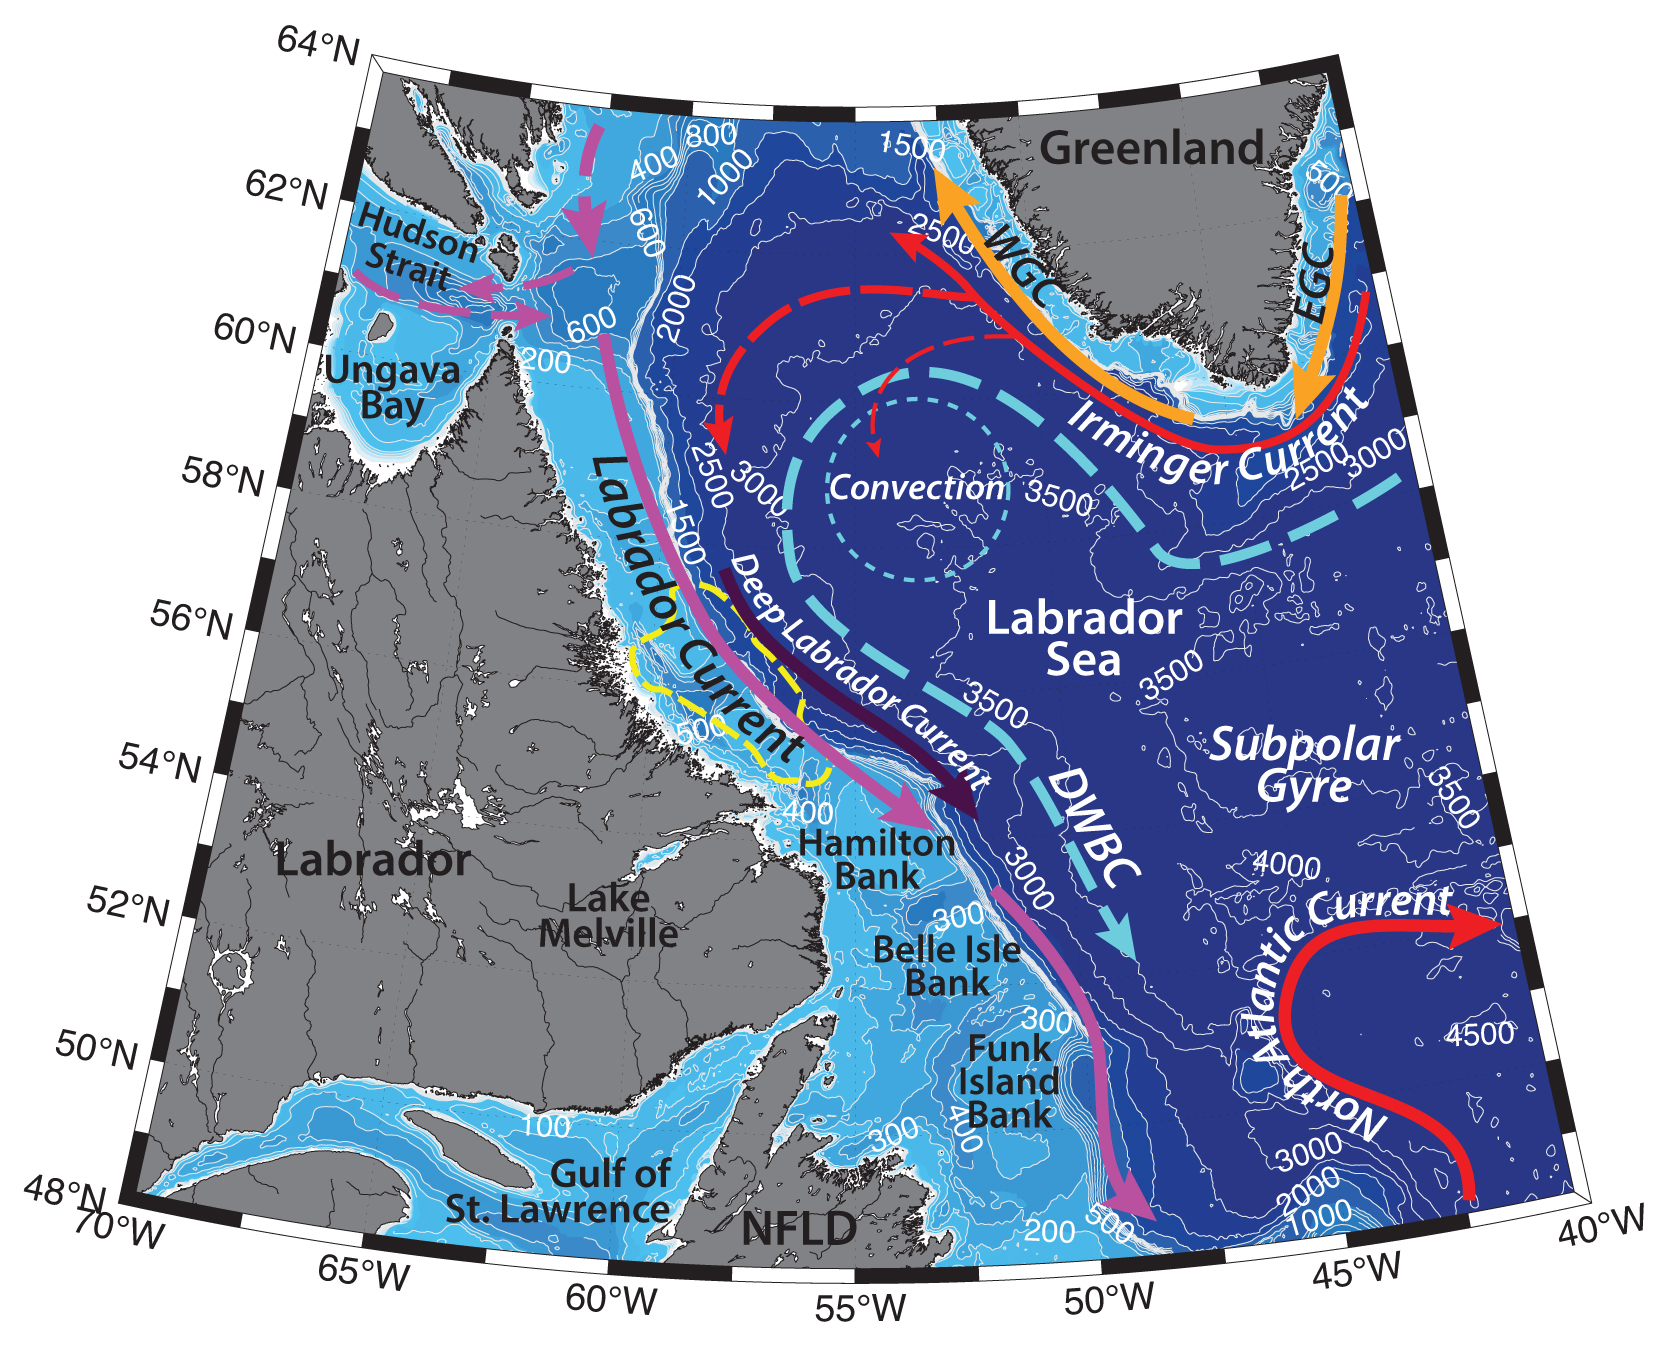 64°N
62°N
60°N
58°N
56°N
54°N
52°N
50°N
48°N
70°W
65°W
60°W
55°W
50°W
45°W
40°W
Greenland
800
400
1000
600
1500
2500
WGC
EGC
Hudson
Strait
2000
600
200
Ungava
Bay
Irminger Current
2500
3000
2500
3000
1500
Convection
3500
Labrador Current
Deep Labrador Current
Labrador
Sea
3500
3500
500
Subpolar
Gyre
3500
DWBC
400
Hamilton
Bank
3000
4000
Labrador
Lake
Melville
300
Belle Isle
Bank
North Atlantic Current
300
Funk
Island
Bank
4500
400
300
100
Gulf of
St. Lawrence
NFLD
200
500
3000
2000
1000